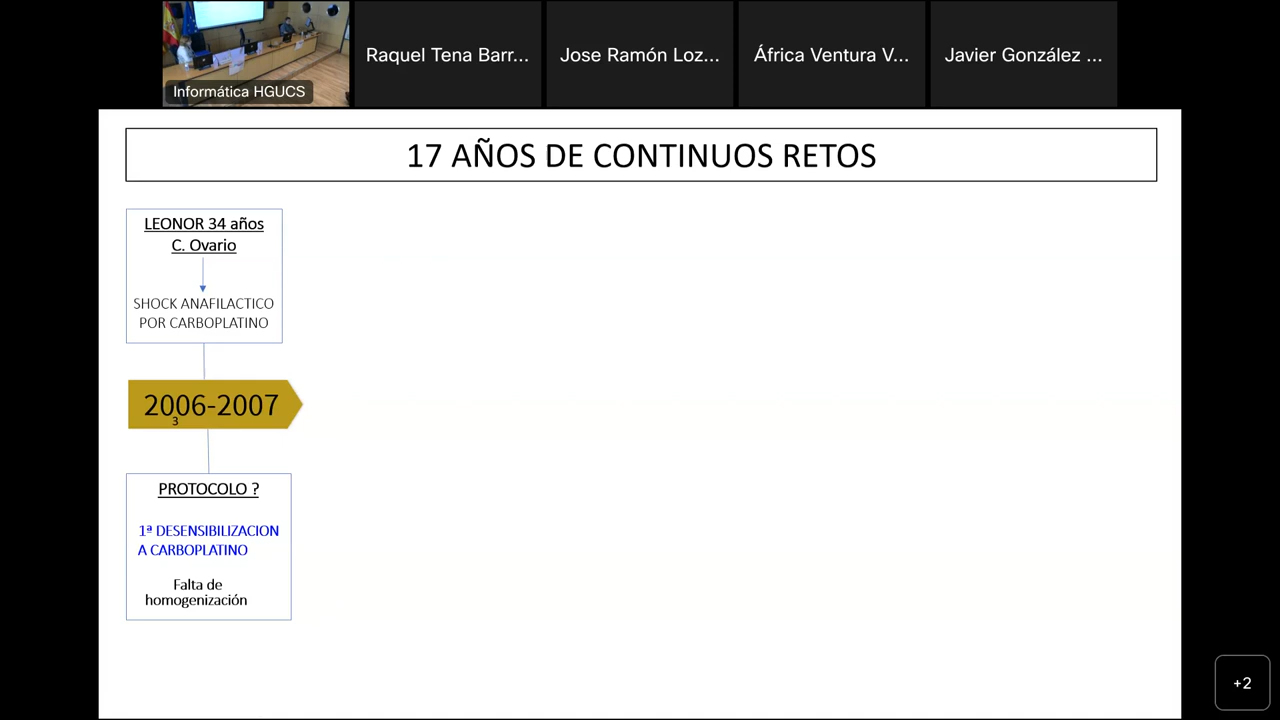 Informática HGUCS
Raquel Tena Barr...
Jose Ramón Loz...
África Ventura V...
Javier González ...
17 AÑOS DE CONTINUOS RETOS
LEONOR 34 años
C. Ovario
SHOCK ANAFILACTICO
POR CARBOPLATINO
2006-2007
3
PROTOCOLO ?
1ª DESENSIBILIZACION
A CARBOPLATINO
Falta de
homogenización
+2